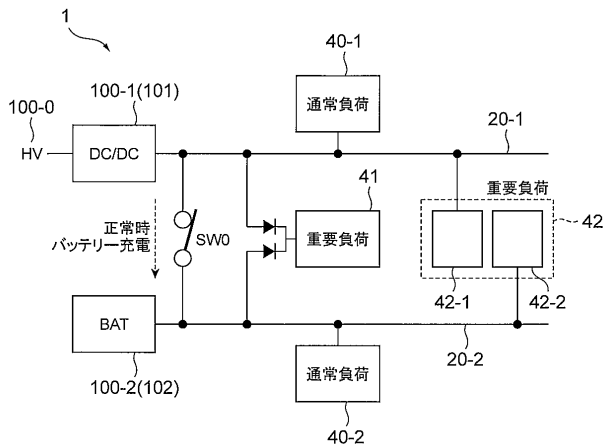 1
40-1
100-1(101)
100-0
通常負荷
20-1
HV
DC/DC
41
重要負荷
正常時
バッテリー充電
SW0
重要負荷
42
42-1
42-2
BAT
20-2
100-2(102)
通常負荷
40-2